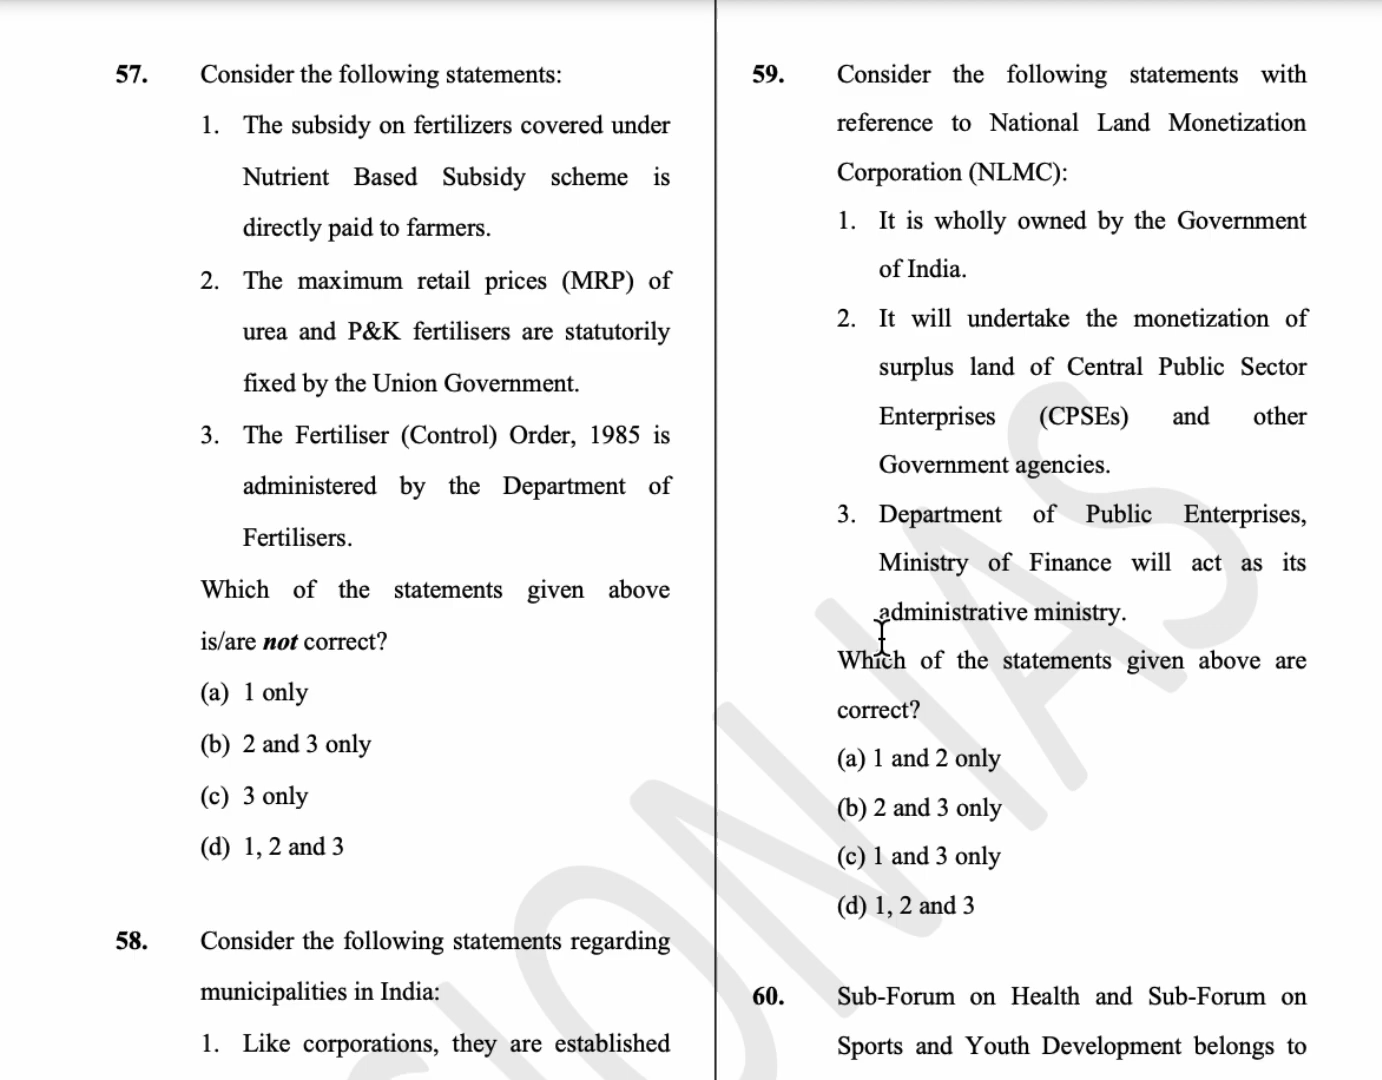 57. Consider the following statements:
1. The subsidy on fertilizers covered under
Nutrient Based Subsidy scheme is
directly paid to farmers.
2. The maximum retail prices (MRP) of
urea and P&K fertilisers are statutorily
fixed by the Union Government.
3. The Fertiliser (Control) Order, 1985 is
administered by the Department of
Fertilisers.
Which of the statements given above
is/are not correct?
(a) 1 only
(b) 2 and 3 only
(c) 3 only
(d) 1, 2 and 3
58. Consider the following statements regarding
municipalities in India:
1. Like corporations, they are established
59. Consider the following statements with
reference to National Land Monetization
Corporation (NLMC):
1. It is wholly owned by the Government
of India.
2. It will undertake the monetization of
surplus land of Central Public Sector
Enterprises (CPSEs) and other
Government agencies.
3. Department of Public Enterprises,
Ministry of Finance will act as its
administrative ministry.
Which of the statements given above are
correct?
(a) 1 and 2 only
(b) 2 and 3 only
(c) 1 and 3 only
(d) 1, 2 and 3
60. Sub-Forum on Health and Sub-Forum on
Sports and Youth Development belongs to
ION IAS